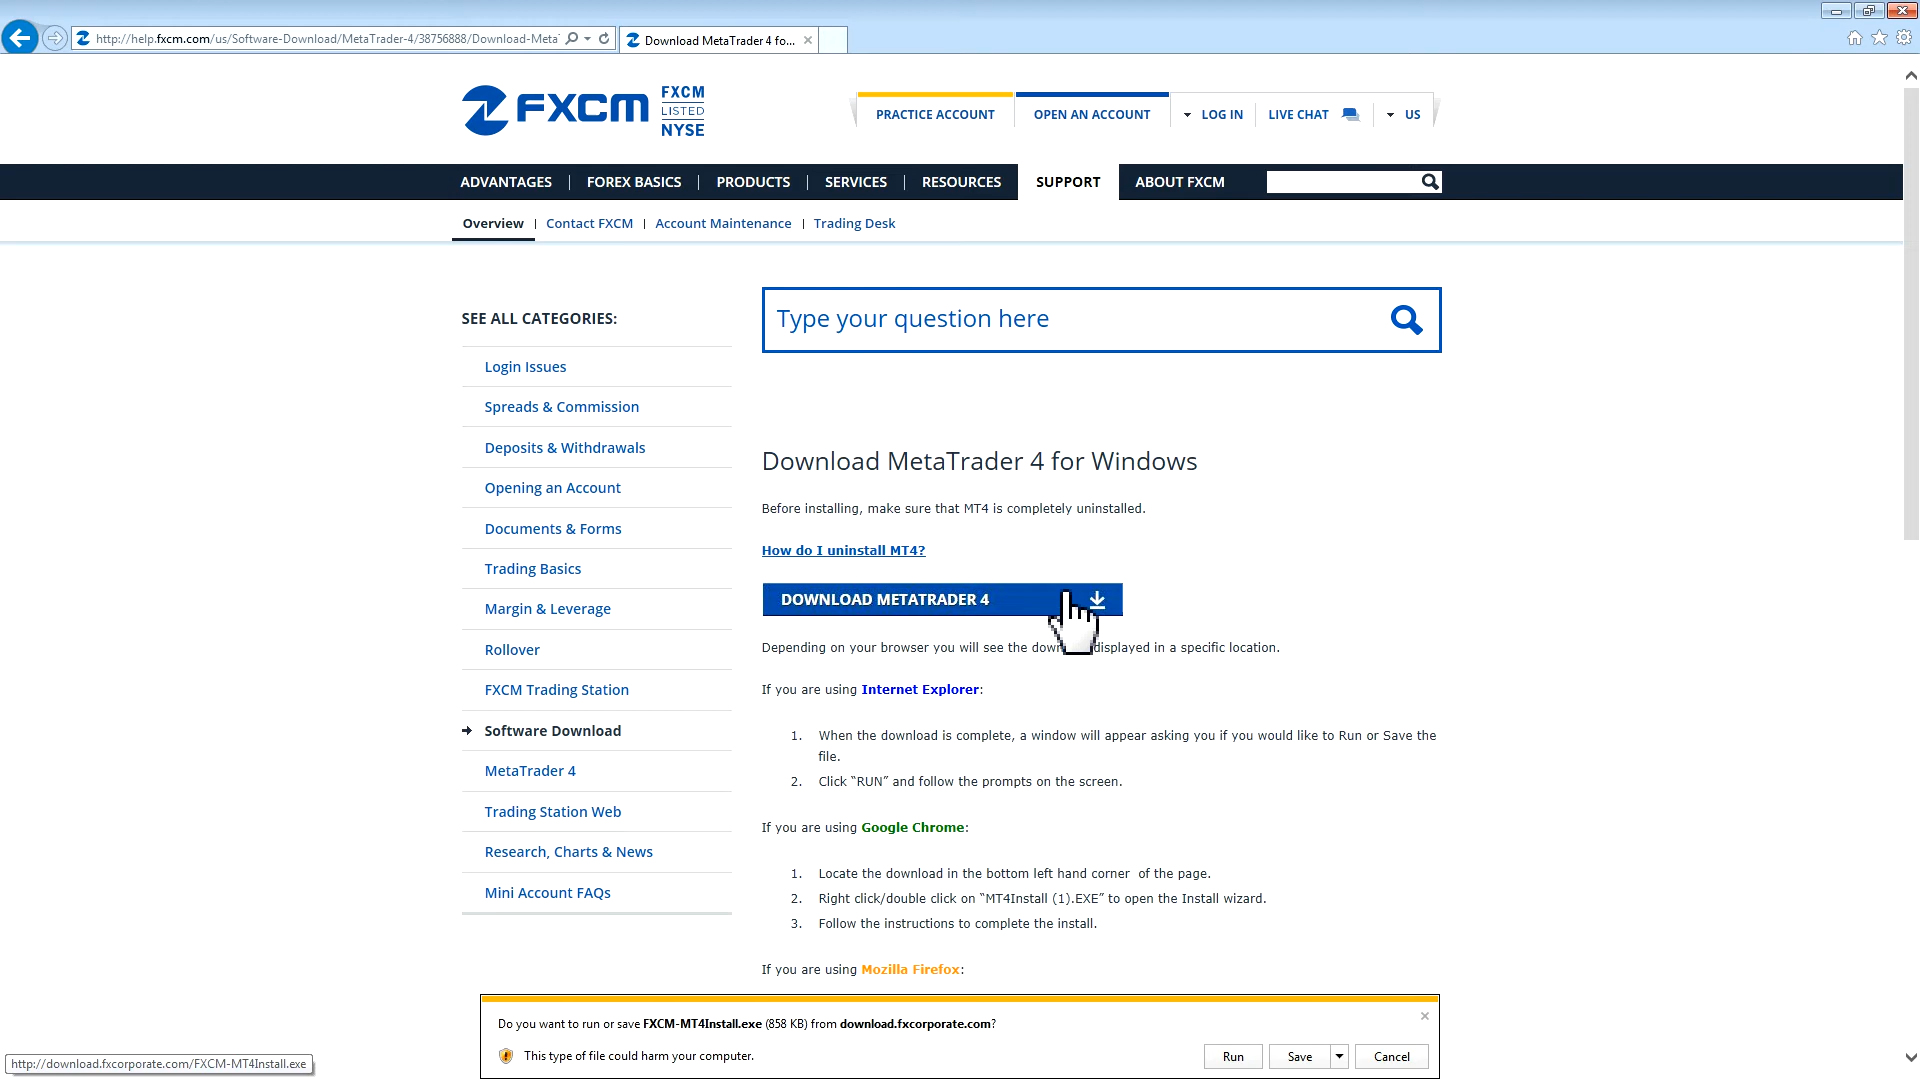 http://help.fxcm.com/us/Software-Download/MetaTrader-4/38756888/Download-Meta
Download MetaTrader 4 fo...
FXCM
FXCM
LISTED
NYSE
PRACTICE ACCOUNT
OPEN AN ACCOUNT
LOG IN
LIVE CHAT
US
ADVANTAGES
FOREX BASICS
PRODUCTS
SERVICES
RESOURCES
SUPPORT
ABOUT FXCM
Overview
Contact FXCM
Account Maintenance
Trading Desk
SEE ALL CATEGORIES:
Login Issues
Spreads & Commission
Deposits & Withdrawals
Opening an Account
Documents & Forms
Trading Basics
Margin & Leverage
Rollover
FXCM Trading Station
Software Download
MetaTrader 4
Trading Station Web
Research, Charts & News
Mini Account FAQs
Type your question here
Download MetaTrader 4 for Windows
Before installing, make sure that MT4 is completely uninstalled.
How do I uninstall MT4?
DOWNLOAD METATRADER 4
Depending on your browser you will see the displayed in a specific location.
If you are using Internet Explorer:
1. When the download is complete, a window will appear asking you if you would like to Run or Save the
file.
2. Click “RUN” and follow the prompts on the screen.
If you are using Google Chrome:
1. Locate the download in the bottom left hand corner of the page.
2. Right click/double click on “MT4Install (1).EXE” to open the Install wizard.
3. Follow the instructions to complete the install.
If you are using Mozilla Firefox:
Do you want to run or save FXCM-MT4Install.exe (858 KB) from download.fxcorporate.com?
This type of file could harm your computer.
Run
Save
Cancel
http://download.fxcorporate.com/FXCM-MT4Install.exe